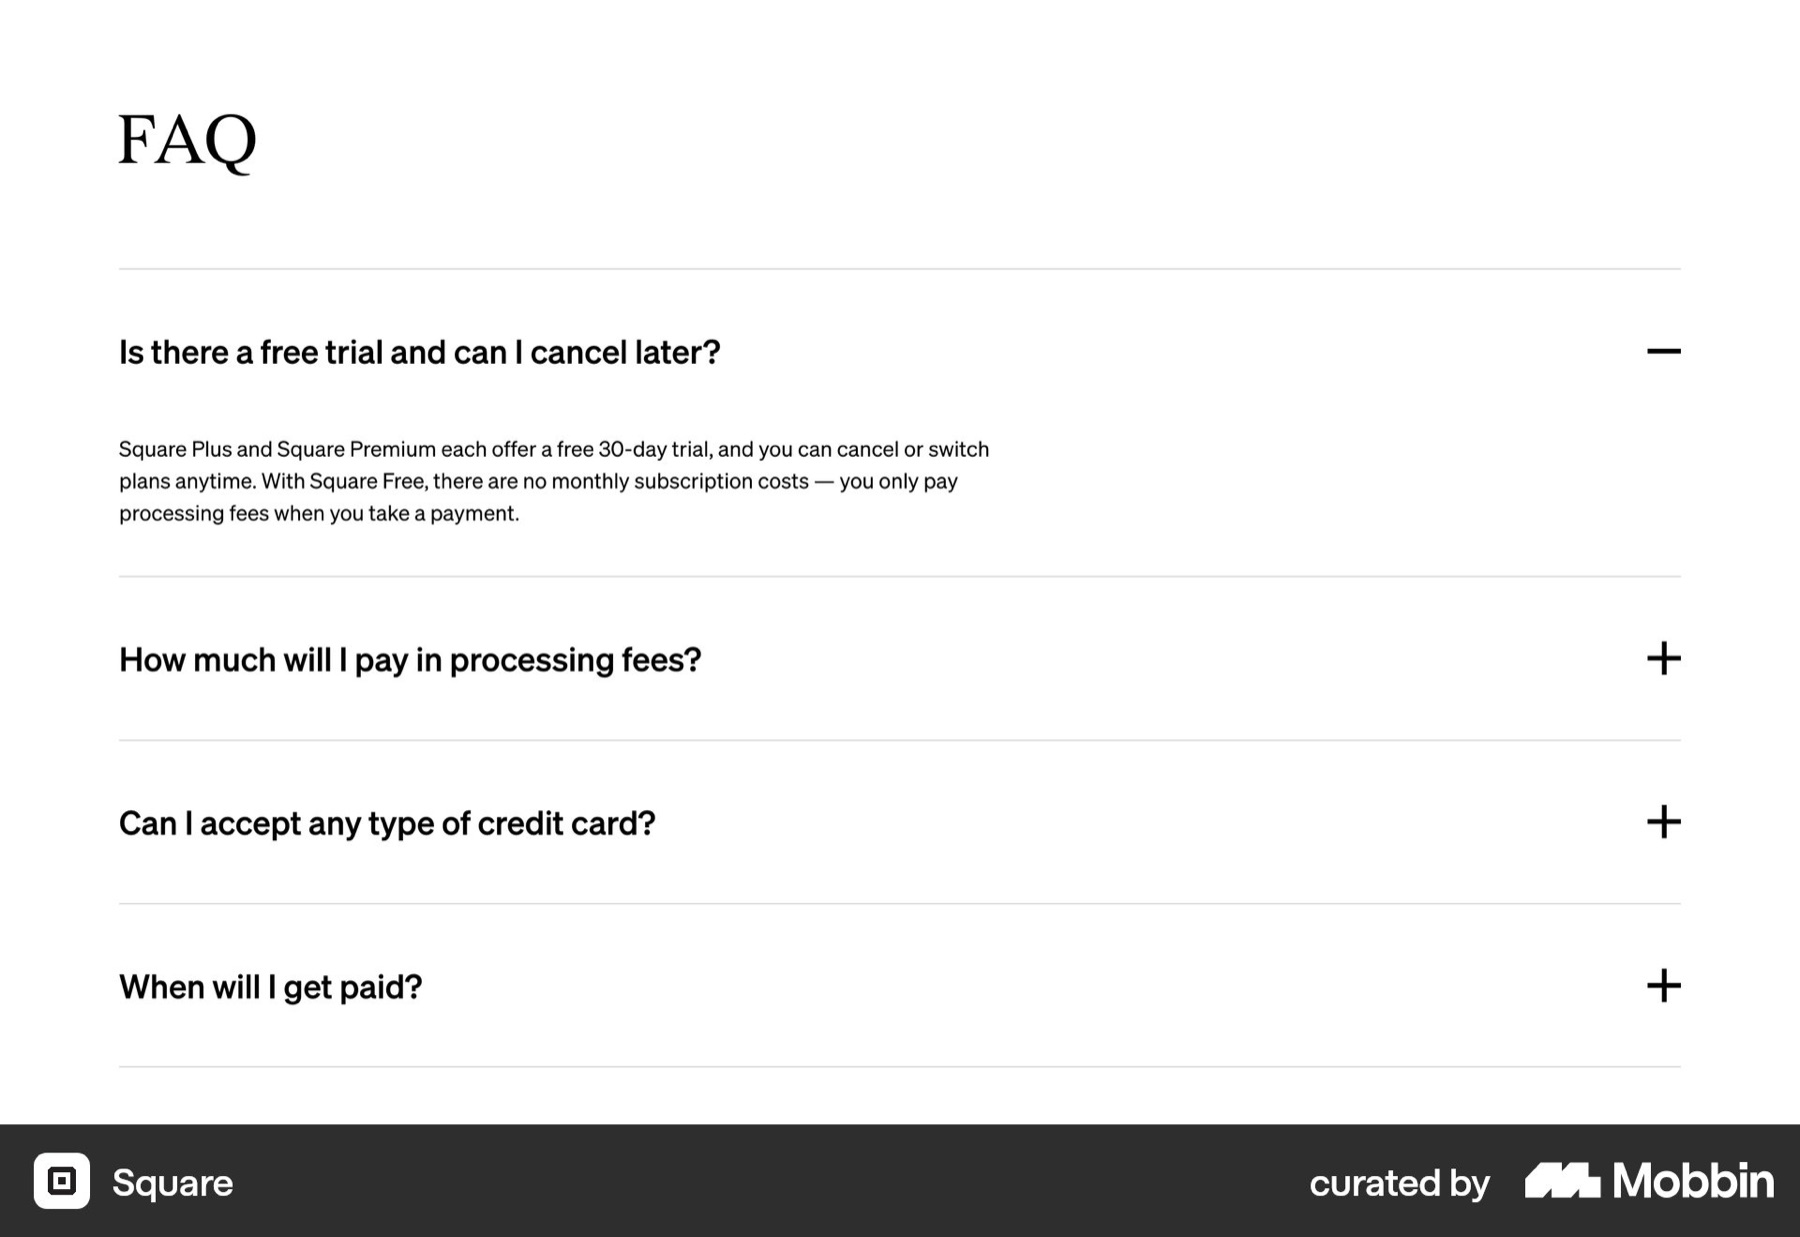 FAQ
Is there a free trial and can I cancel later?
Square Plus and Square Premium each offer a free 30-day trial, and you can cancel or switch
plans anytime. With Square Free, there are no monthly subscription costs — you only pay
processing fees when you take a payment.
How much will I pay in processing fees?
Can I accept any type of credit card?
When will I get paid?
Square
curated by Mobbin